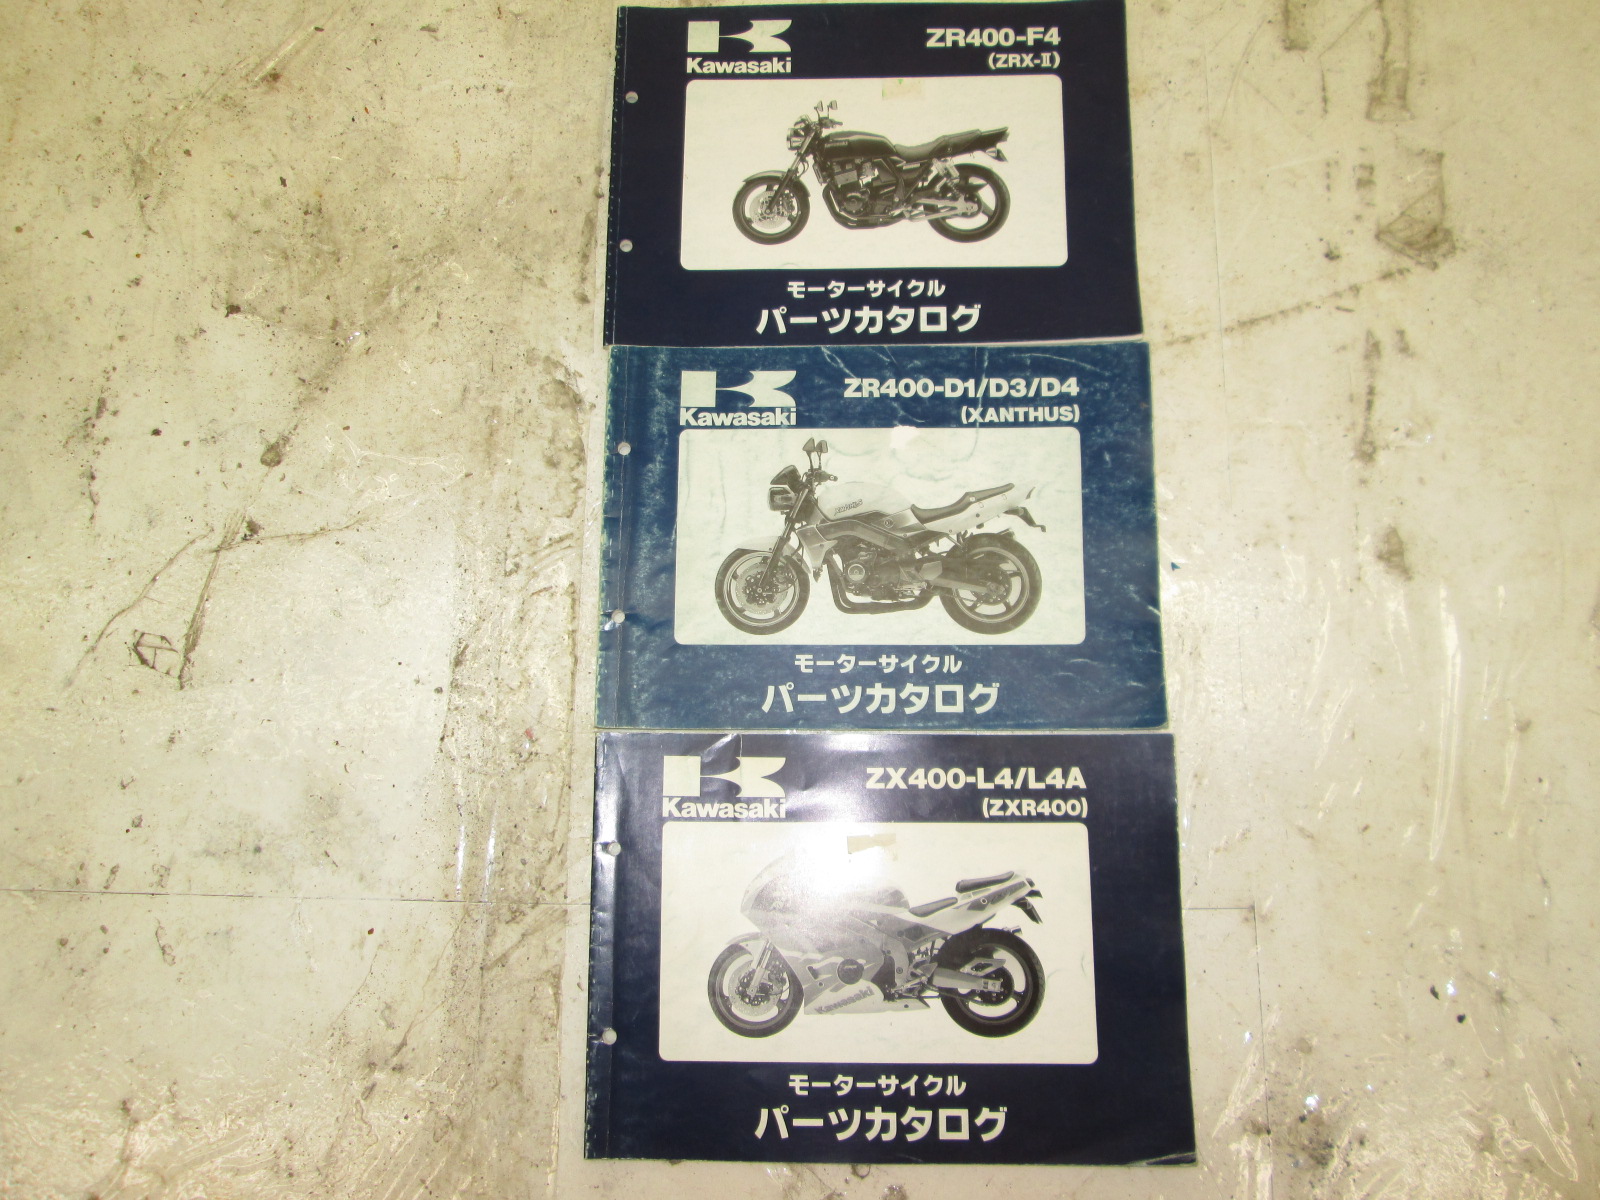 Kawasaki
ZR400-F4
(ZRX-Ⅱ)
モーターサイクル
パーツカタログ
Kawasaki
ZR400-D1/D3/D4
(XANTHUS)
XANTHUS
モーターサイクル
パーツカタログ
Kawasaki
ZX400-L4/L4A
(ZXR400)
Kawasaki
モーターサイクル
パーツカタログ